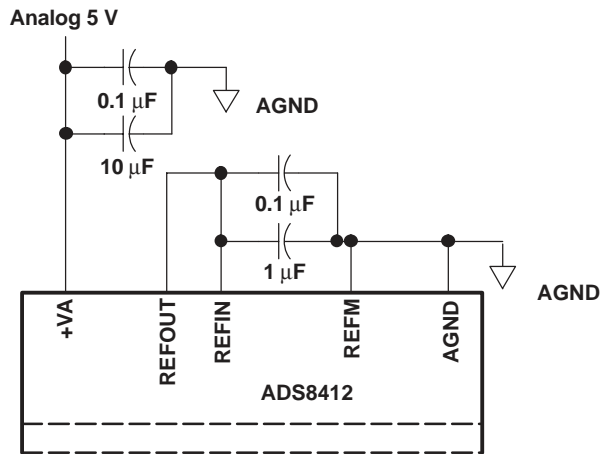 Analog 5 V
0.1 μF
AGND
10 μF
0.1 μF
1 μF
AGND
+VA
REFOUT
REFIN
REFM
AGND
ADS8412